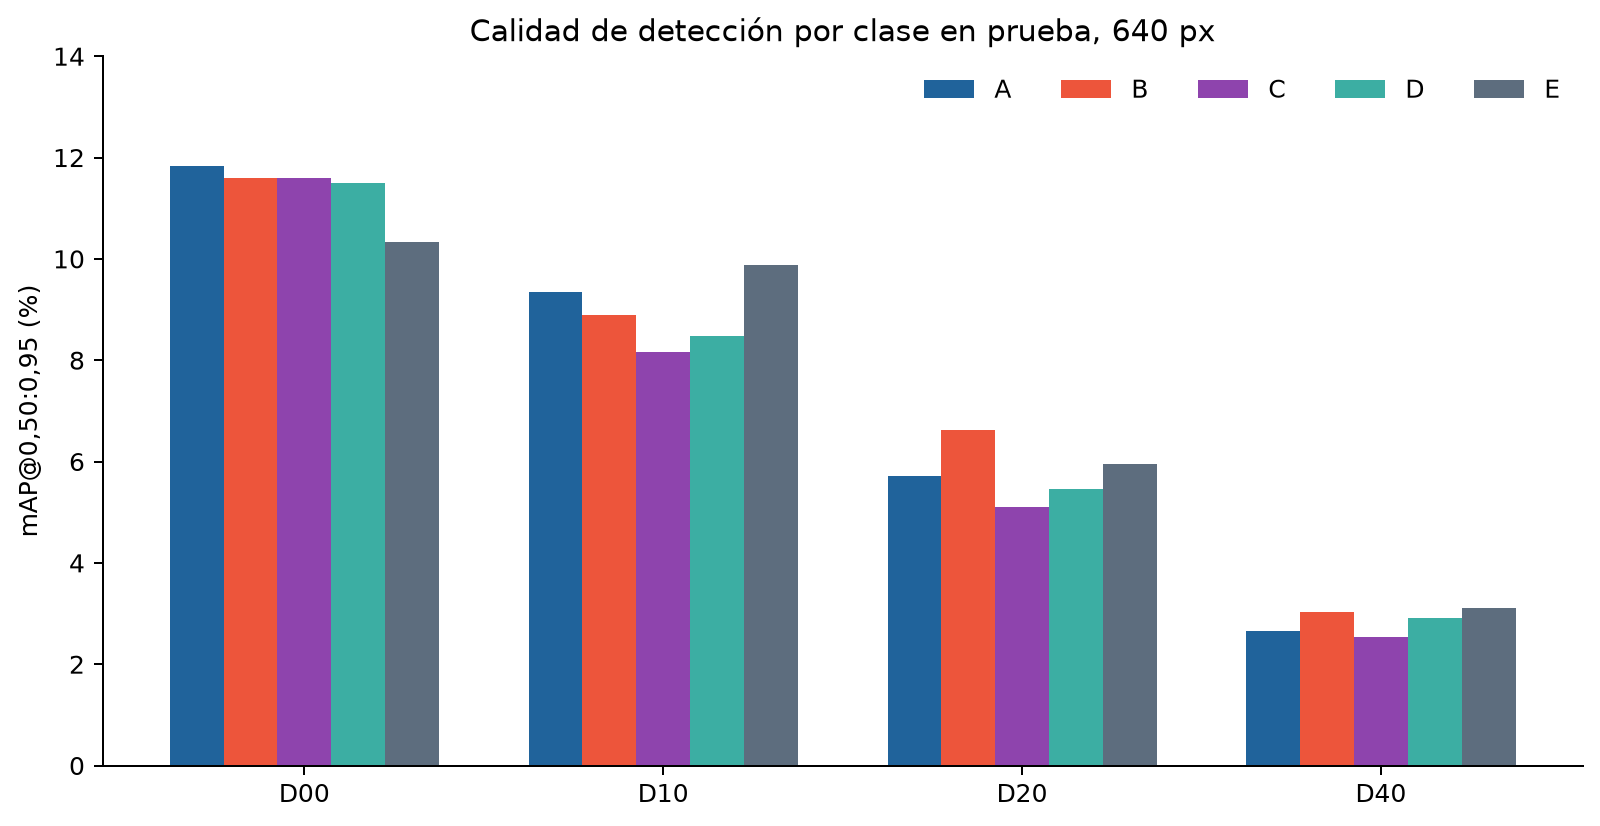 Calidad de detección por clase en prueba, 640 px
A B C D E
mAP@0,50:0,95 (%)
14
12
10
8
6
4
2
0
D00 D10 D20 D40